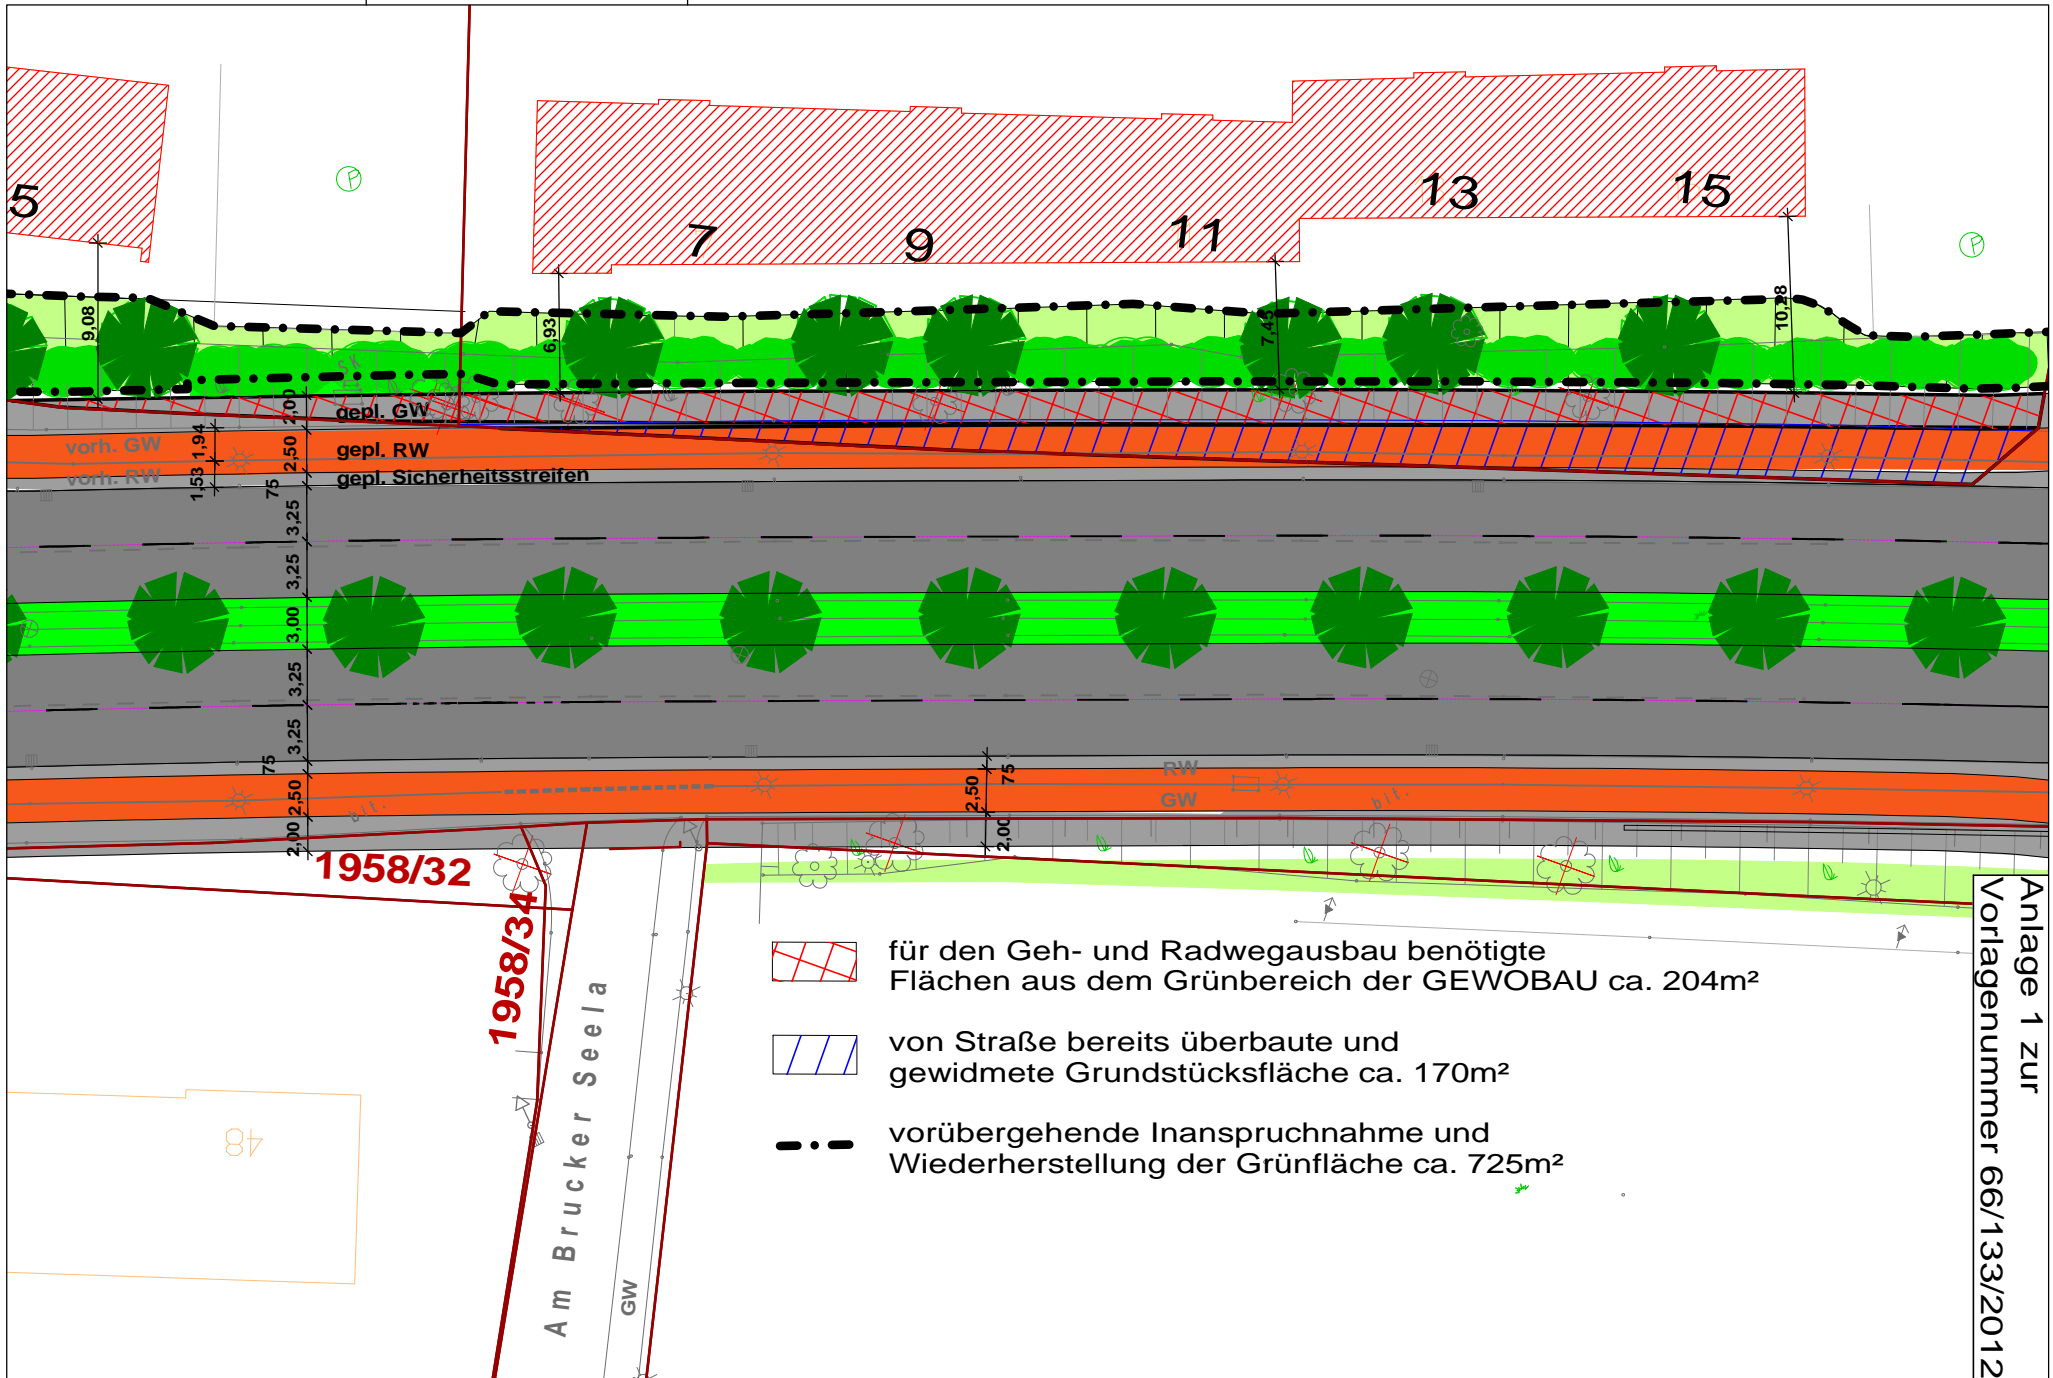 5
7
9
11
13
15
9,08
6,93
7,45
10,28
SK
2,00
gepl. GW
vorh. GW
1,94
2,50
gepl. RW
vorh. RW
1,53
75
gepl. Sicherheitsstreifen
3,25
3,25
3,00
3,25
3,25
75
2,50
2,00
bit.
2,50
75
2,00
RW
GW
bit.
1958/32
1958/34
Am Brucker Seela
GW
48
für den Geh- und Radwegausbau benötigte
Flächen aus dem Grünbereich der GEWOBAU ca. 204m²
von Straße bereits überbaute und
gewidmete Grundstücksfläche ca. 170m²
vorübergehende Inanspruchnahme und
Wiederherstellung der Grünfläche ca. 725m²
Anlage 1 zur
Vorlagenummer 66/133/2012